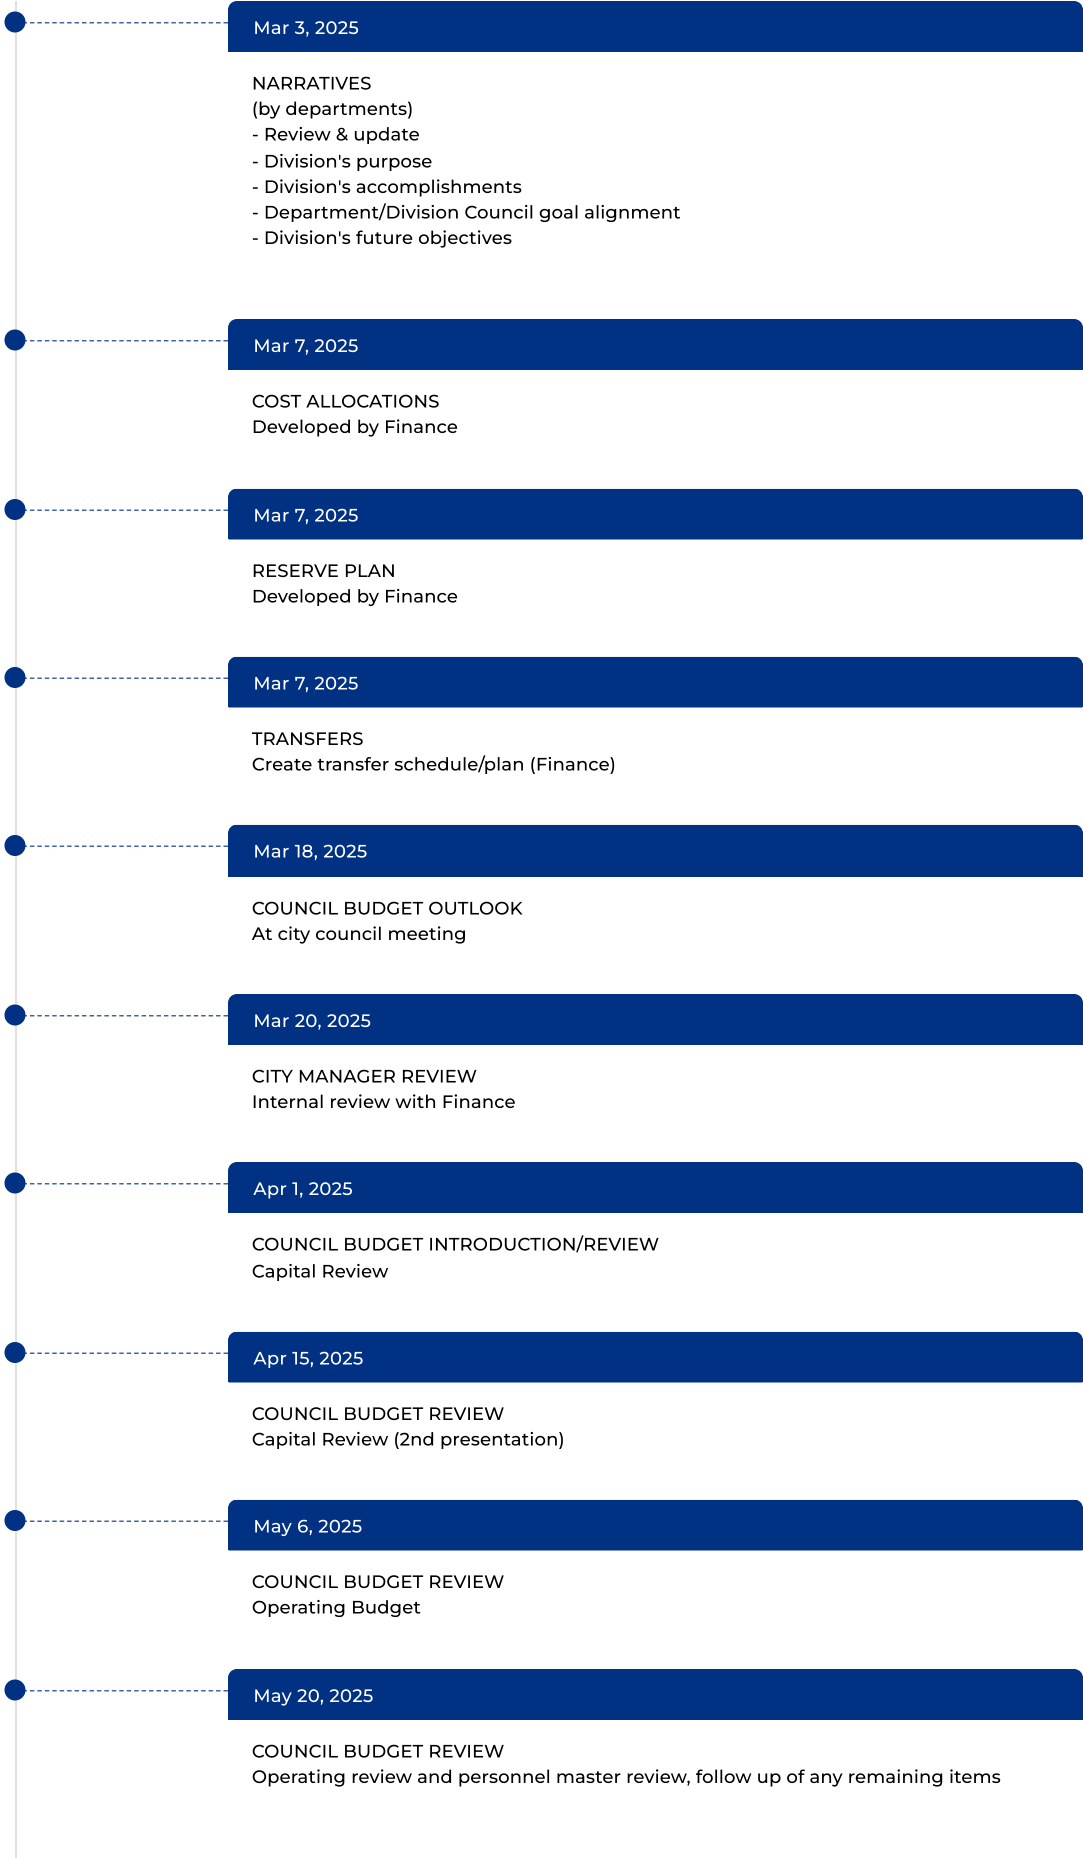 Mar 3, 2025
NARRATIVES
(by departments)
- Review & update
- Division's purpose
- Division's accomplishments
- Department/Division Council goal alignment
- Division's future objectives
Mar 7, 2025
COST ALLOCATIONS
Developed by Finance
Mar 7, 2025
RESERVE PLAN
Developed by Finance
Mar 7, 2025
TRANSFERS
Create transfer schedule/plan (Finance)
Mar 18, 2025
COUNCIL BUDGET OUTLOOK
At city council meeting
Mar 20, 2025
CITY MANAGER REVIEW
Internal review with Finance
Apr 1, 2025
COUNCIL BUDGET INTRODUCTION/REVIEW
Capital Review
Apr 15, 2025
COUNCIL BUDGET REVIEW
Capital Review (2nd presentation)
May 6, 2025
COUNCIL BUDGET REVIEW
Operating Budget
May 20, 2025
COUNCIL BUDGET REVIEW
Operating review and personnel master review, follow up of any remaining items